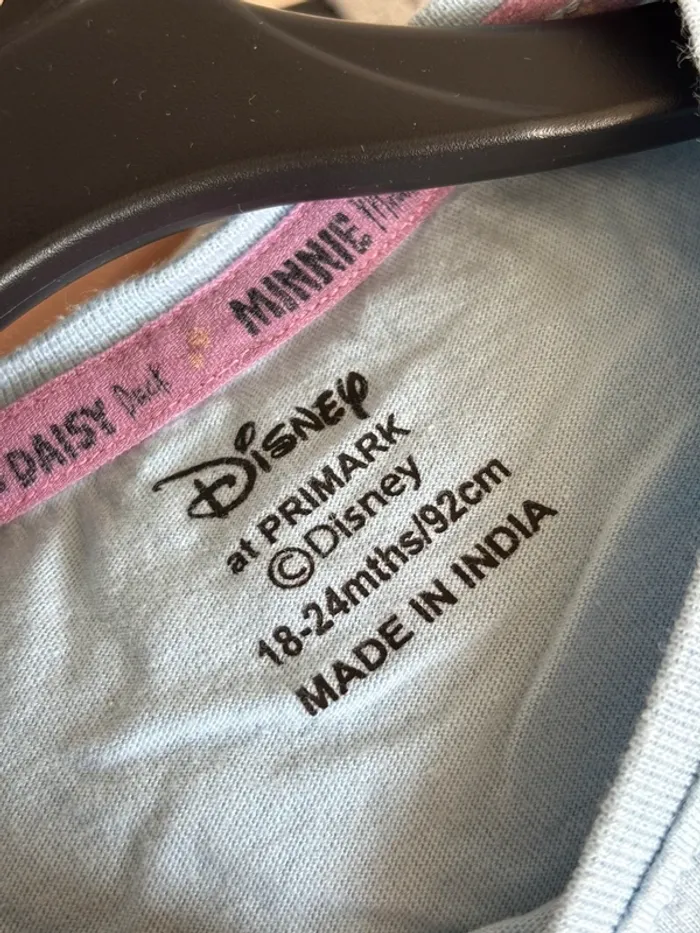 DAISY Duck MINNIE
Disney
at PRIMARK
©Disney
18-24mths/92cm
MADE IN INDIA